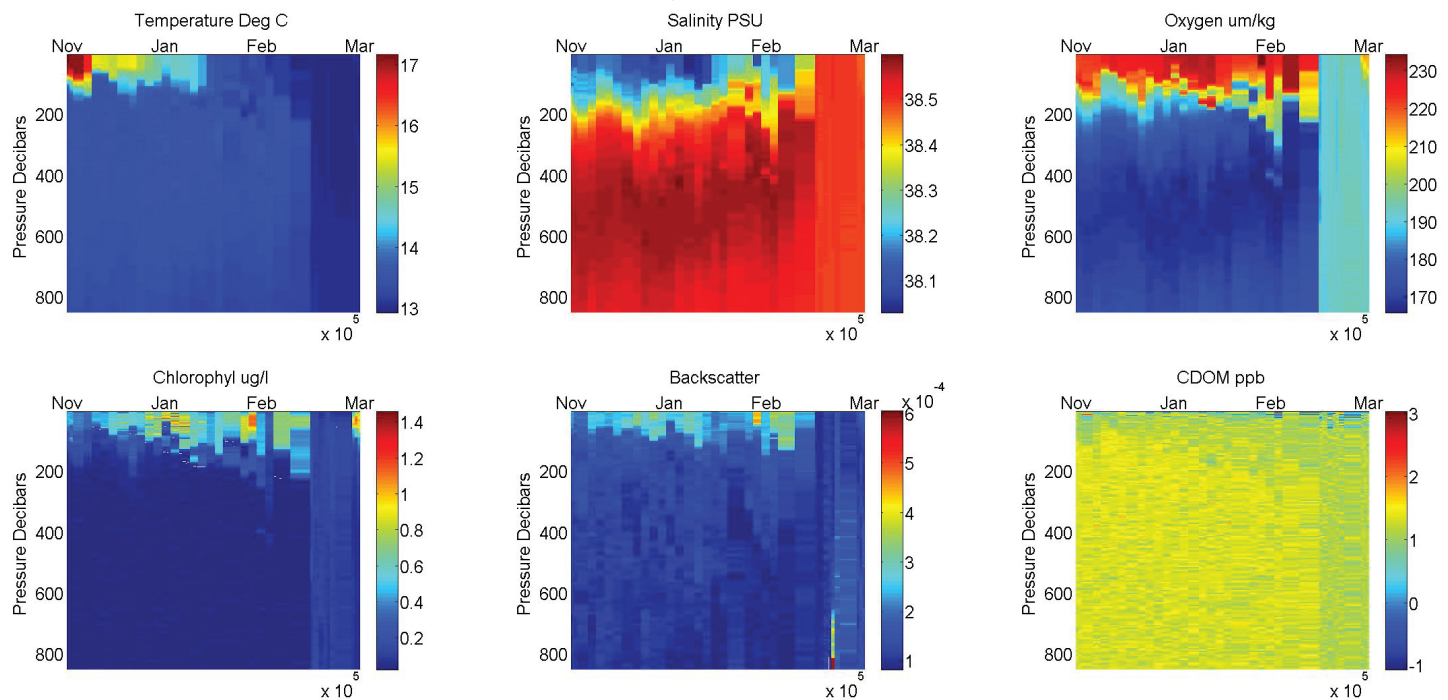 Temperature Deg C
Nov Jan Feb Mar
Pressure Decibars
200
400
600
800
x 10 5
17
16
15
14
13
Salinity PSU
Nov Jan Feb Mar
Pressure Decibars
200
400
600
800
x 10 5
38.5
38.4
38.3
38.2
38.1
Oxygen um/kg
Nov Jan Feb Mar
Pressure Decibars
200
400
600
800
x 10 5
230
220
210
200
190
180
170
Chlorophyl ug/l
Nov Jan Feb Mar
Pressure Decibars
200
400
600
800
x 10 5
1.4
1.2
1
0.8
0.6
0.4
0.2
Backscatter
Nov Jan Feb Mar
Pressure Decibars
200
400
600
800
x 10 5
x 10 -4
6
5
4
3
2
1
CDOM ppb
Nov Jan Feb Mar
Pressure Decibars
200
400
600
800
x 10 5
3
2
1
0
-1